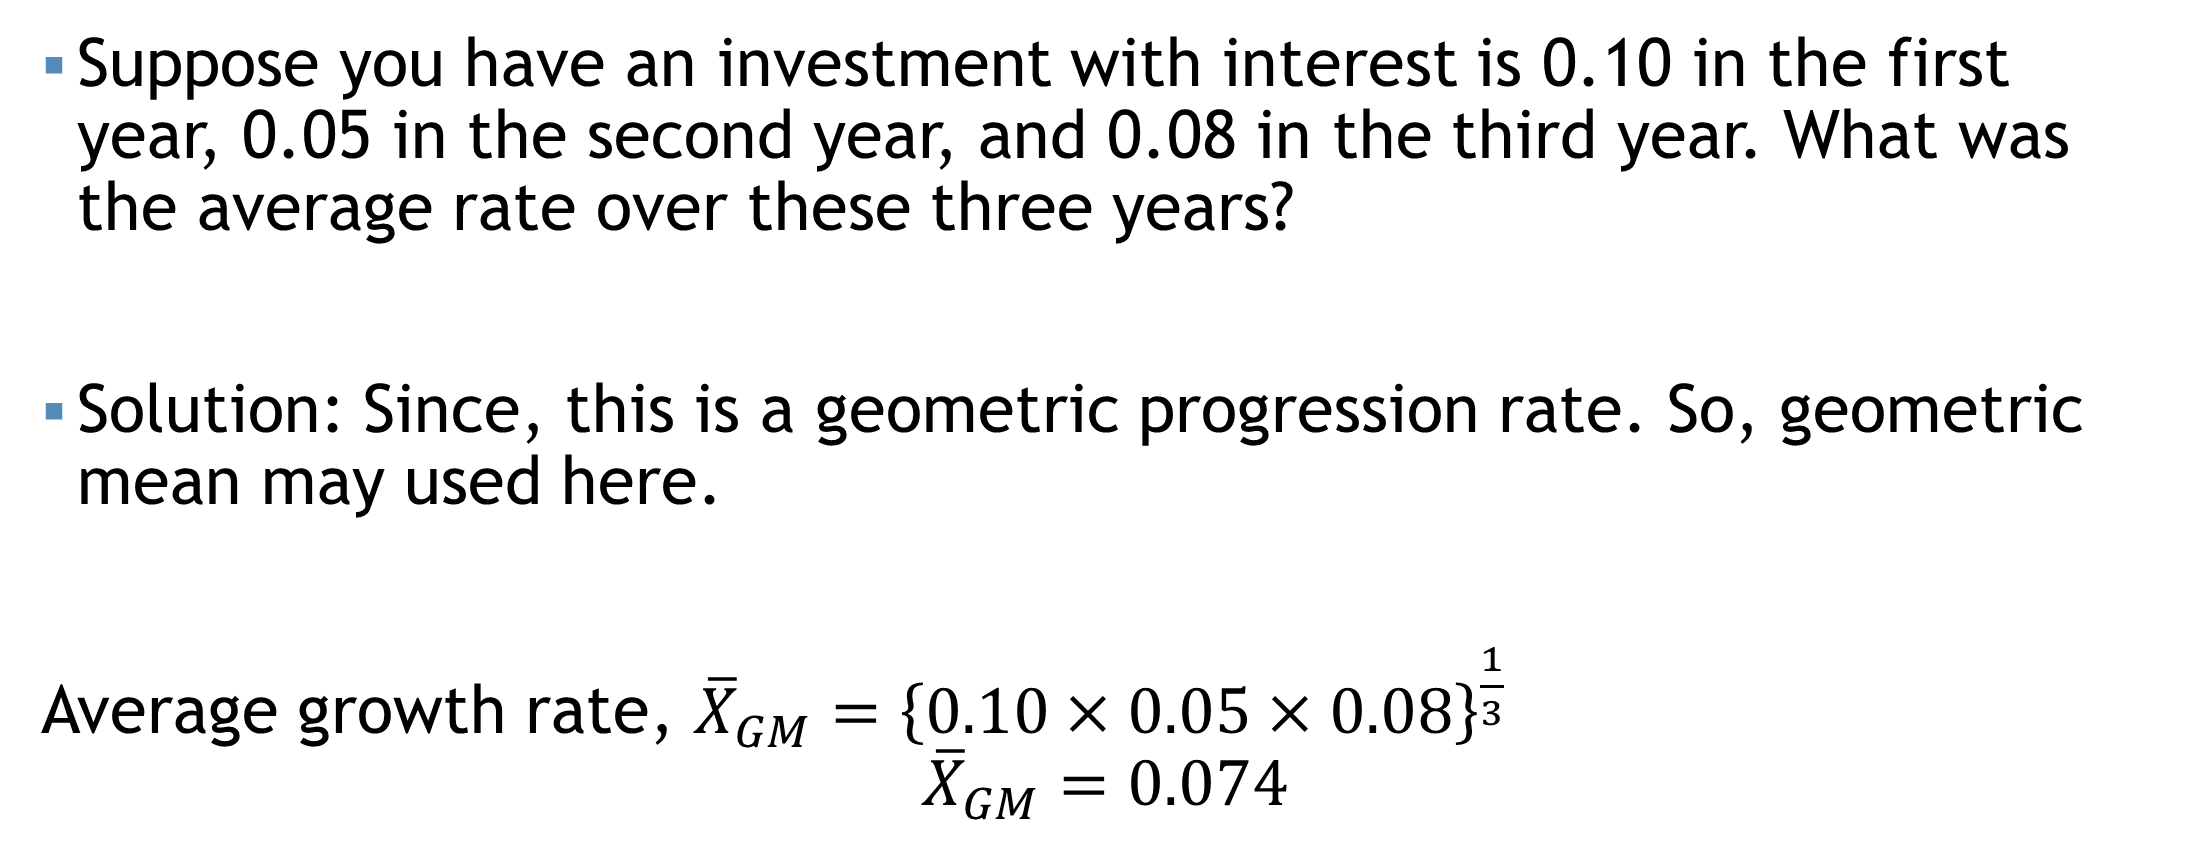 ▪ Suppose you have an investment with interest is 0.10 in the first
year, 0.05 in the second year, and 0.08 in the third year. What was
the average rate over these three years?
▪ Solution: Since, this is a geometric progression rate. So, geometric
mean may used here.
Average growth rate, X̄_GM = {0.10 × 0.05 × 0.08}^(1/3)
X̄_GM = 0.074